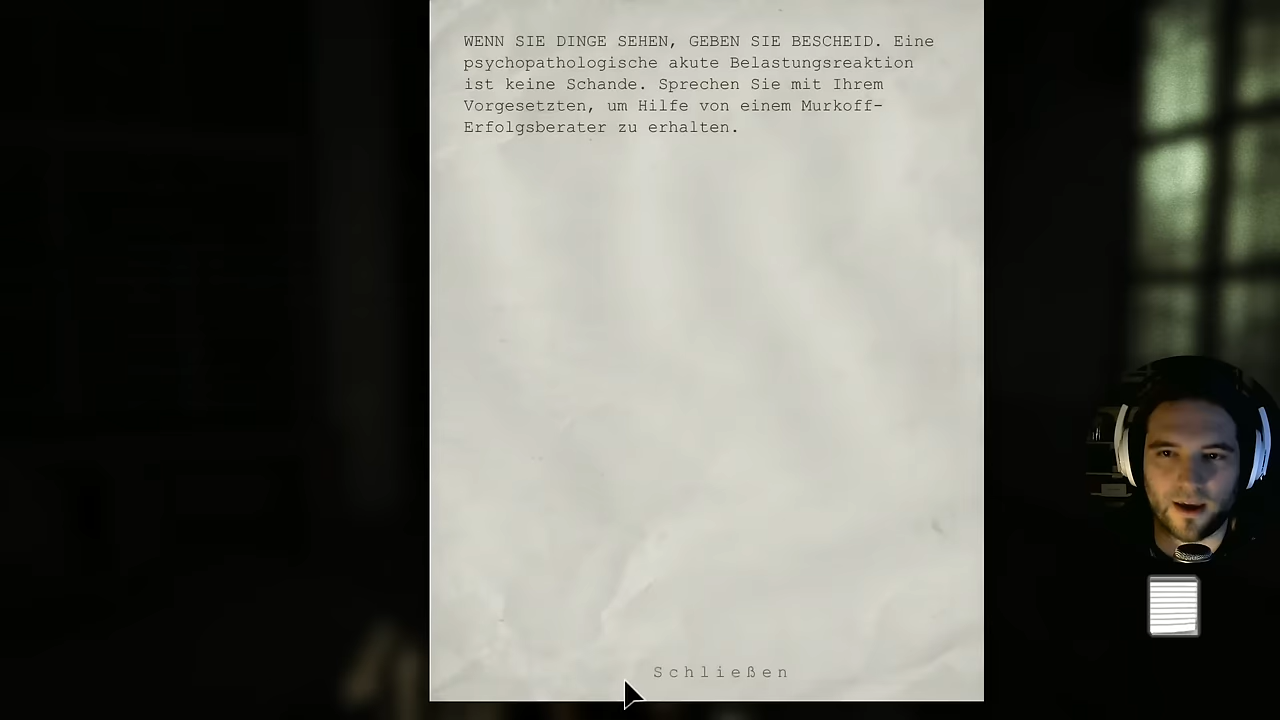 WENN SIE DINGE SEHEN, GEBEN SIE BESCHEID. Eine
psychopathologische akute Belastungsreaktion
ist keine Schande. Sprechen Sie mit Ihrem
Vorgesetzten, um Hilfe von einem Murkoff-
Erfolgsberater zu erhalten.
Schließen